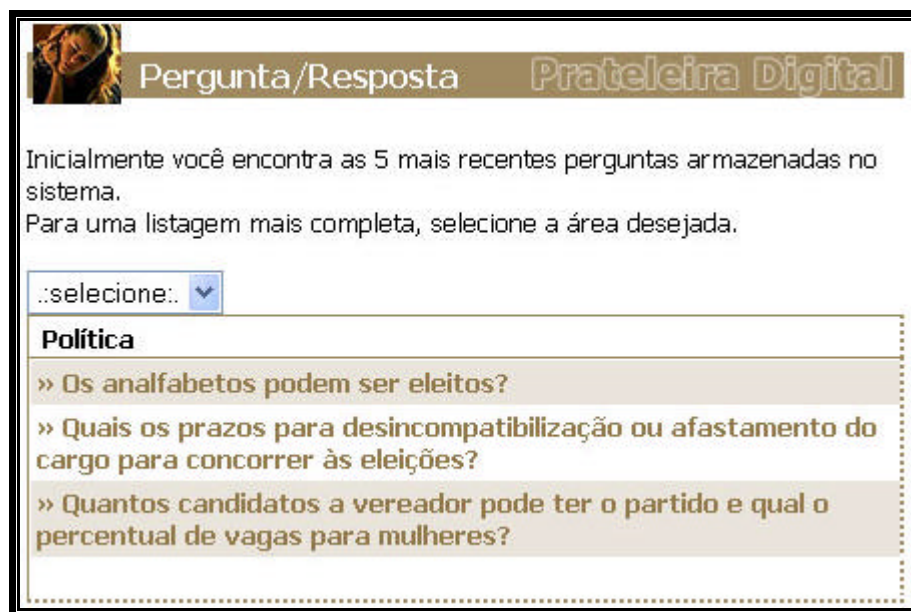 Pergunta/Resposta Prateleira Digital
Inicialmente você encontra as 5 mais recentes perguntas armazenadas no
sistema.
Para uma listagem mais completa, selecione a área desejada.
.:selecione:.
Política
» Os analfabetos podem ser eleitos?
» Quais os prazos para desincompatibilização ou afastamento do
cargo para concorrer às eleições?
» Quantos candidatos a vereador pode ter o partido e qual o
percentual de vagas para mulheres?